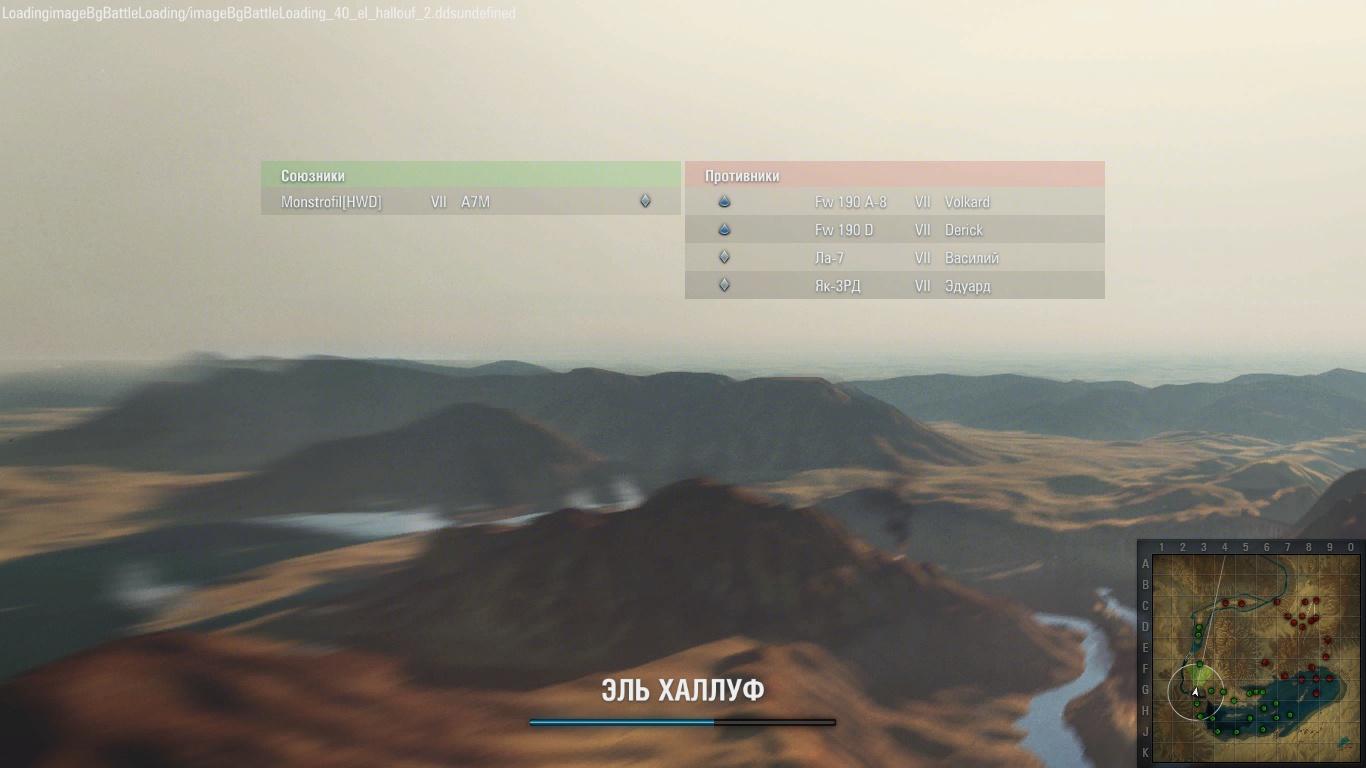 LoadingimageBgBattleLoading/imageBgBattleLoading_40_el_hallouf_2.ddsundefined
Союзники
Monstrofil[HWD] VII A7M
Противники
Fw 190 A-8 VII Volkard
Fw 190 D VII Derick
Ла-7 VII Василий
Як-3РД VII Эдуард
ЭЛЬ ХАЛЛУФ
1 2 3 4 5 6 7 8 9 0
A
B
C
D
E
F
G
H
J
K